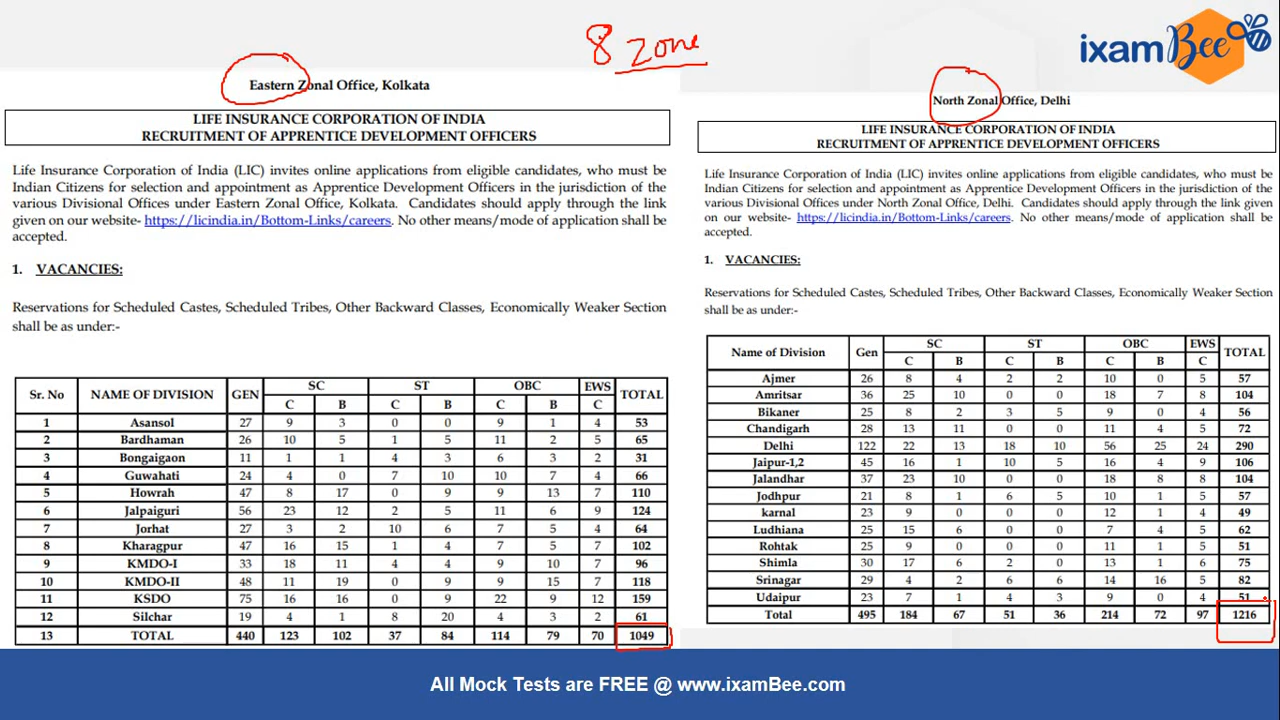 8 Zone
ixamBee
Eastern Zonal Office, Kolkata
LIFE INSURANCE CORPORATION OF INDIA
RECRUITMENT OF APPRENTICE DEVELOPMENT OFFICERS
Life Insurance Corporation of India (LIC) invites online applications from eligible candidates, who must be
Indian Citizens for selection and appointment as Apprentice Development Officers in the jurisdiction of the
various Divisional Offices under Eastern Zonal Office, Kolkata. Candidates should apply through the link
given on our website- https://licindia.in/Bottom-Links/careers. No other means/mode of application shall be
accepted.
1. VACANCIES:
Reservations for Scheduled Castes, Scheduled Tribes, Other Backward Classes, Economically Weaker Section
shall be as under:-
Sr. No NAME OF DIVISION GEN SC ST OBC EWS TOTAL
C B C B C B C
1 Asansol 27 9 3 0 0 9 1 4 53
2 Bardhaman 26 10 5 1 5 11 2 5 65
3 Bongaigaon 11 1 1 4 3 6 3 2 31
4 Guwahati 24 4 0 7 10 10 7 4 66
5 Howrah 47 8 17 0 9 9 13 7 110
6 Jalpaiguri 56 23 12 2 5 11 6 9 124
7 Jorhat 27 3 2 10 6 7 5 4 64
8 Kharagpur 47 16 15 1 4 7 5 7 102
9 KMDO-I 33 18 11 4 4 9 10 7 96
10 KMDO-II 48 11 19 0 9 9 15 7 118
11 KSDO 75 16 16 0 9 22 9 12 159
12 Silchar 19 4 1 8 20 4 3 2 61
13 TOTAL 440 123 102 37 84 114 79 70 1049
North Zonal Office, Delhi
LIFE INSURANCE CORPORATION OF INDIA
RECRUITMENT OF APPRENTICE DEVELOPMENT OFFICERS
Life Insurance Corporation of India (LIC) invites online applications from eligible candidates, who must be
Indian Citizens for selection and appointment as Apprentice Development Officers in the jurisdiction of the
various Divisional Offices under North Zonal Office, Delhi. Candidates should apply through the link given
on our website- https://licindia.in/Bottom-Links/careers. No other means/mode of application shall be
accepted.
1. VACANCIES:
Reservations for Scheduled Castes, Scheduled Tribes, Other Backward Classes, Economically Weaker Section
shall be as under:-
Name of Division Gen SC ST OBC EWS TOTAL
C B C B C B C
Ajmer 26 8 4 2 2 10 0 5 57
Amritsar 36 25 10 0 0 18 7 8 104
Bikaner 25 8 2 3 5 9 0 4 56
Chandigarh 28 13 11 0 0 11 4 5 72
Delhi 122 22 13 18 10 56 25 24 290
Jaipur-1,2 45 16 1 10 5 16 4 9 106
Jalandhar 37 23 10 0 0 18 8 8 104
Jodhpur 21 8 1 6 5 10 1 5 57
karnal 23 9 0 0 0 12 1 4 49
Ludhiana 25 15 6 0 0 7 4 5 62
Rohtak 25 9 0 0 0 11 1 5 51
Shimla 30 17 6 2 0 13 1 6 75
Srinagar 29 4 2 6 6 14 16 5 82
Udaipur 23 7 1 4 3 9 0 4 51
Total 495 184 67 51 36 214 72 97 1216
All Mock Tests are FREE @ www.ixamBee.com